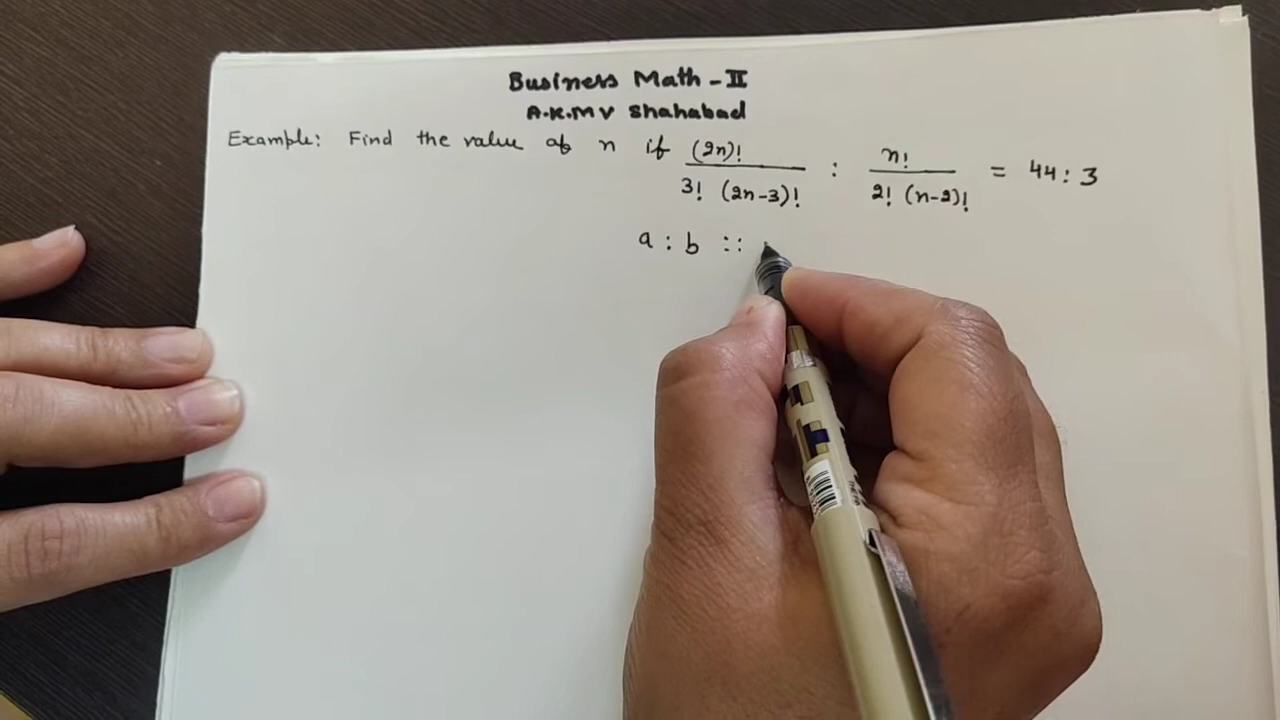 Business Math - II
A.K.M V Shahabad
Example: Find the value of n if (2n)! / 3! (2n-3)! : n! / 2! (n-2)! = 44 : 3
a : b ::